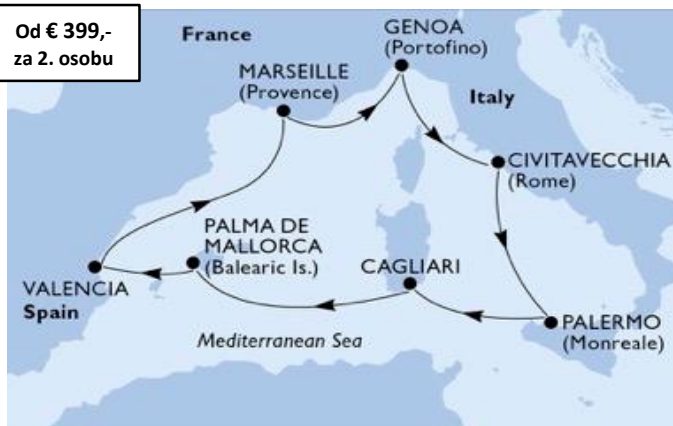 Od € 399,-
za 2. osobu
France
GENOA
(Portofino)
MARSEILLE
(Provence)
Italy
CIVITAVECCHIA
(Rome)
PALMA DE
MALLORCA
(Balearic Is.)
CAGLIARI
VALENCIA
Spain
PALERMO
(Monreale)
Mediterranean Sea